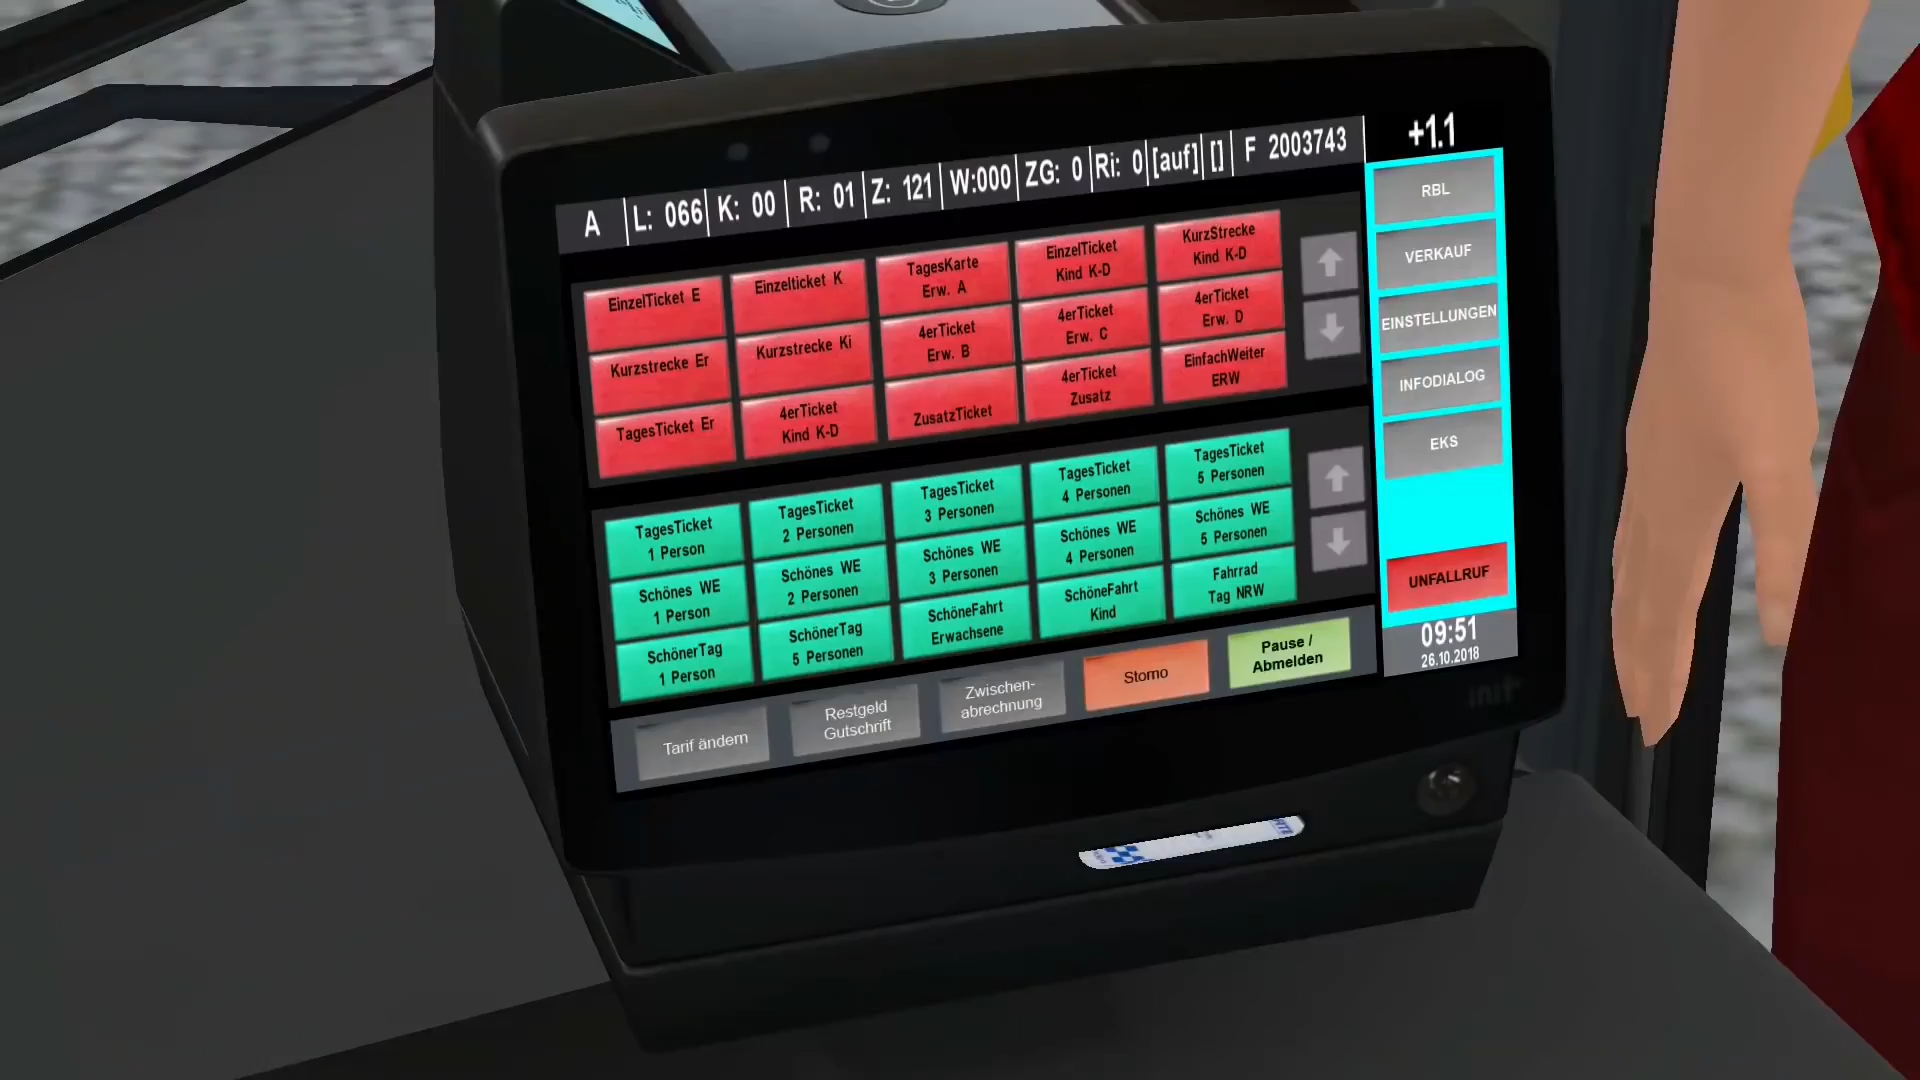 A L: 066 K: 00 R: 01 Z: 121 W:000 ZG: 0 Ri: 0 [auf] [] F 2003743
+1.1
EinzelTicket E
Einzelticket K
TagesKarte
Erw. A
EinzelTicket
Kind K-D
KurzStrecke
Kind K-D
Kurzstrecke Er
Kurzstrecke Ki
4erTicket
Erw. B
4erTicket
Erw. C
4erTicket
Erw. D
TagesTicket Er
4erTicket
Kind K-D
ZusatzTicket
4erTicket
Zusatz
EinfachWeiter
ERW
TagesTicket
1 Person
TagesTicket
2 Personen
TagesTicket
3 Personen
TagesTicket
4 Personen
TagesTicket
5 Personen
Schönes WE
1 Person
Schönes WE
2 Personen
Schönes WE
3 Personen
Schönes WE
4 Personen
Schönes WE
5 Personen
SchönerTag
1 Person
SchönerTag
5 Personen
SchöneFahrt
Erwachsene
SchöneFahrt
Kind
Fahrrad
Tag NRW
Tarif ändern
Restgeld
Gutschrift
Zwischen-
abrechnung
Storno
Pause /
Abmelden
RBL
VERKAUF
EINSTELLUNGEN
INFODIALOG
EKS
UNFALLRUF
09:51
26.10.2018
init